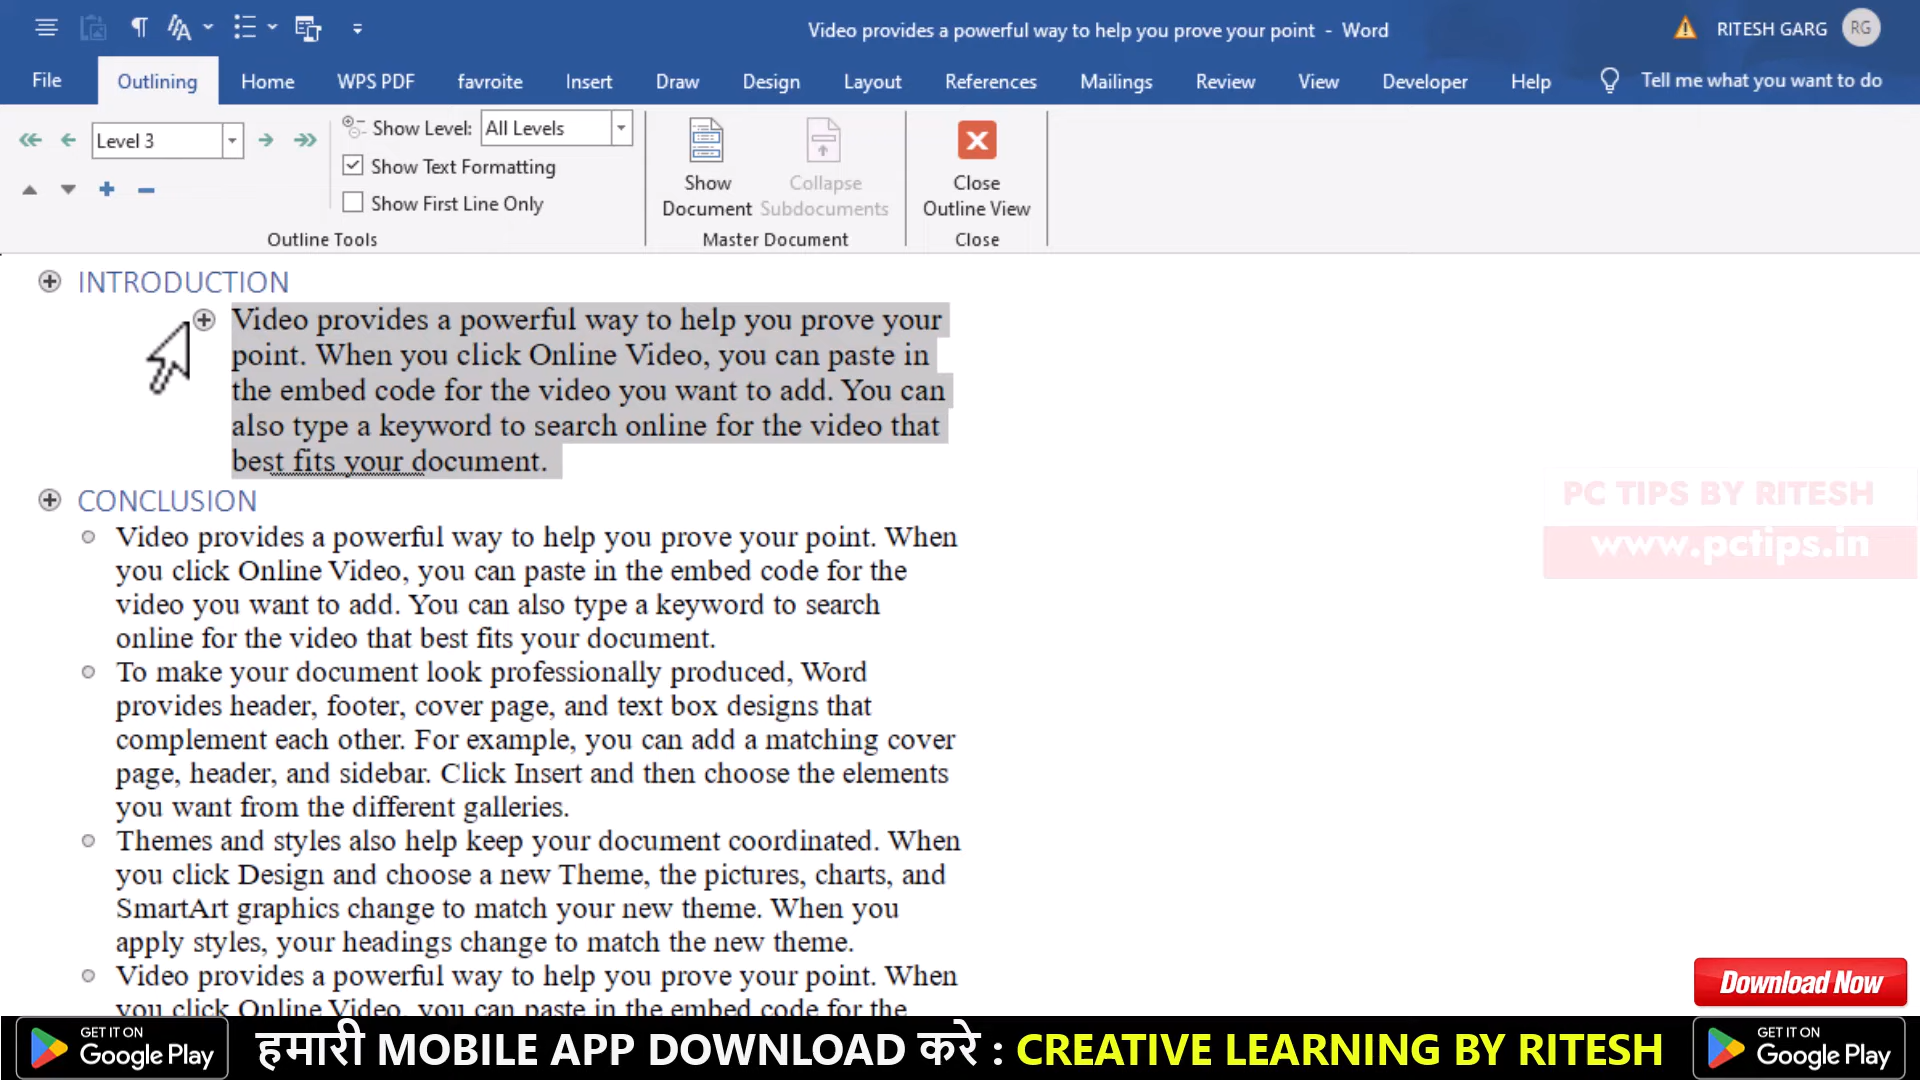 Video provides a powerful way to help you prove your point - Word
RITESH GARG RG
File Outlining Home WPS PDF favroite Insert Draw Design Layout References Mailings Review View Developer Help Tell me what you want to do
Level 3
Show Level: All Levels
Show Text Formatting
Show First Line Only
Outline Tools
Show Document
Collapse Subdocuments
Master Document
Close Outline View
Close
INTRODUCTION
Video provides a powerful way to help you prove your
point. When you click Online Video, you can paste in
the embed code for the video you want to add. You can
also type a keyword to search online for the video that
best fits your document.
CONCLUSION
Video provides a powerful way to help you prove your point. When
you click Online Video, you can paste in the embed code for the
video you want to add. You can also type a keyword to search
online for the video that best fits your document.
To make your document look professionally produced, Word
provides header, footer, cover page, and text box designs that
complement each other. For example, you can add a matching cover
page, header, and sidebar. Click Insert and then choose the elements
you want from the different galleries.
Themes and styles also help keep your document coordinated. When
you click Design and choose a new Theme, the pictures, charts, and
SmartArt graphics change to match your new theme. When you
apply styles, your headings change to match the new theme.
Video provides a powerful way to help you prove your point. When
you click Online Video, you can paste in the embed code for the
PC TIPS BY RITESH
www.pctips.in
Download Now
GET IT ON
Google Play
हमारी MOBILE APP DOWNLOAD करे : CREATIVE LEARNING BY RITESH
GET IT ON
Google Play